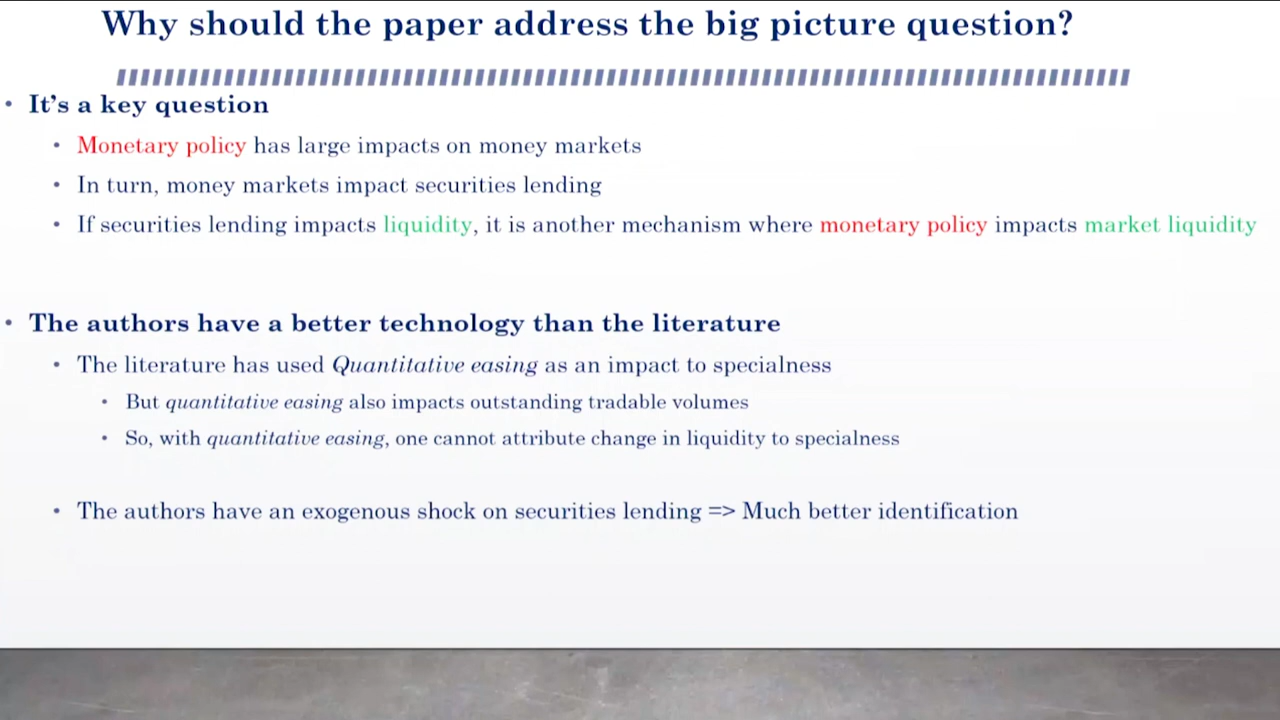 Why should the paper address the big picture question?
• It's a key question
• Monetary policy has large impacts on money markets
• In turn, money markets impact securities lending
• If securities lending impacts liquidity, it is another mechanism where monetary policy impacts market liquidity
• The authors have a better technology than the literature
• The literature has used Quantitative easing as an impact to specialness
• But quantitative easing also impacts outstanding tradable volumes
• So, with quantitative easing, one cannot attribute change in liquidity to specialness
• The authors have an exogenous shock on securities lending => Much better identification